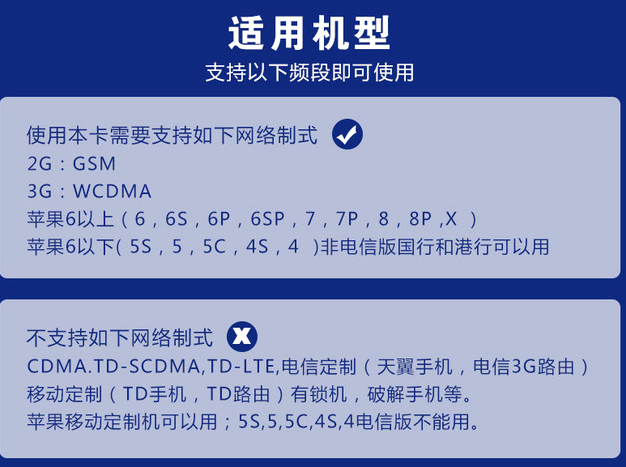 适用机型
支持以下频段即可使用
使用本卡需要支持如下网络制式
2G：GSM
3G：WCDMA
苹果6以上（6，6S，6P，6SP，7，7P，8，8P ,X ）
苹果6以下( 5S，5，5C，4S，4 )非电信版国行和港行可以用
不支持如下网络制式
CDMA.TD-SCDMA,TD-LTE,电信定制（天翼手机，电信3G路由）
移动定制（TD手机，TD路由）有锁机，破解手机等。
苹果移动定制机可以用；5S,5,5C,4S,4电信版不能用。